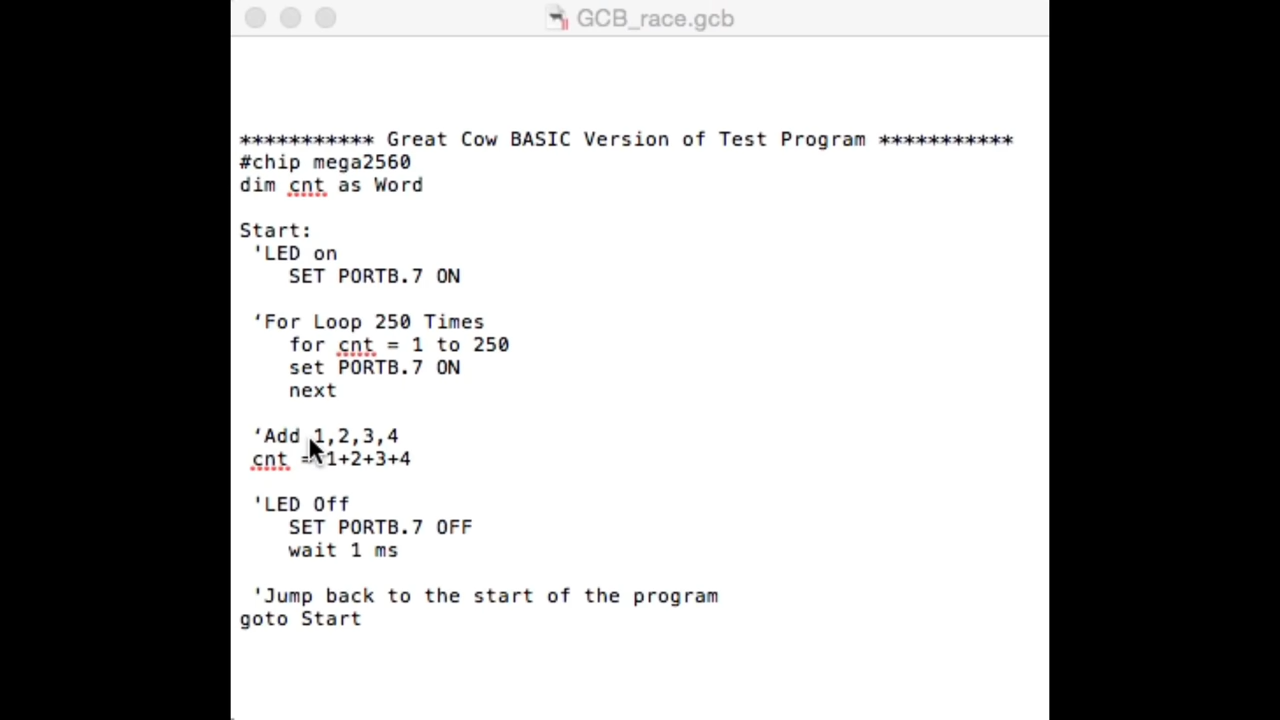 GCB_race.gcb
*********** Great Cow BASIC Version of Test Program ***********
#chip mega2560
dim cnt as Word
Start:
'LED on
SET PORTB.7 ON
‘For Loop 250 Times
for cnt = 1 to 250
set PORTB.7 ON
next
‘Add 1,2,3,4
cnt = 1+2+3+4
'LED Off
SET PORTB.7 OFF
wait 1 ms
'Jump back to the start of the program
goto Start